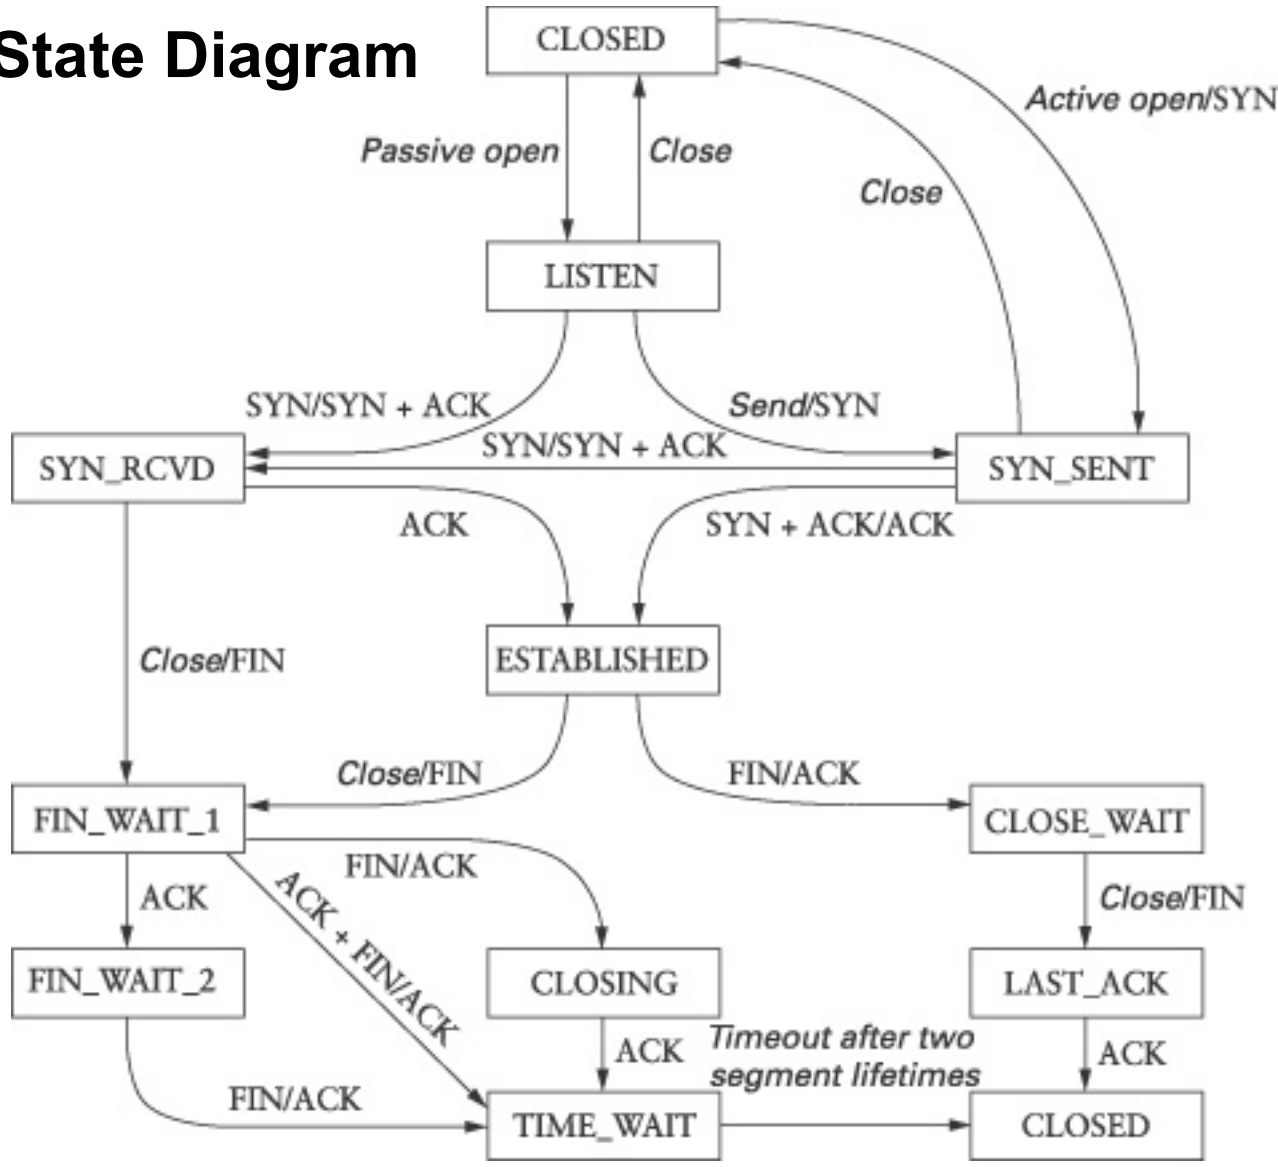 State Diagram
CLOSED
Active open/SYN
Passive open
Close
Close
LISTEN
SYN/SYN + ACK
Send/SYN
SYN/SYN + ACK
SYN_RCVD
SYN_SENT
ACK
SYN + ACK/ACK
Close/FIN
ESTABLISHED
Close/FIN
FIN/ACK
FIN_WAIT_1
CLOSE_WAIT
FIN/ACK
ACK
ACK + FIN/ACK
Close/FIN
FIN_WAIT_2
CLOSING
LAST_ACK
ACK
Timeout after two
segment lifetimes
ACK
FIN/ACK
TIME_WAIT
CLOSED